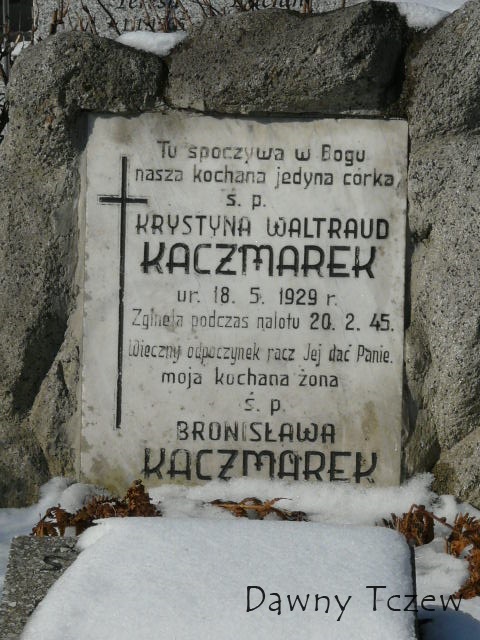 Tu spoczywa w Bogu
nasza kochana jedyna córka
ś. p.
KRYSTYNA WALTRAUD
KACZMAREK
ur. 18. 5. 1929 r.
Zginęła podczas nalotu 20. 2. 45.
Wieczny odpoczynek racz Jej dać Panie.
moja kochana żona
ś. p.
BRONISŁAWA
KACZMAREK
Dawny Tczew